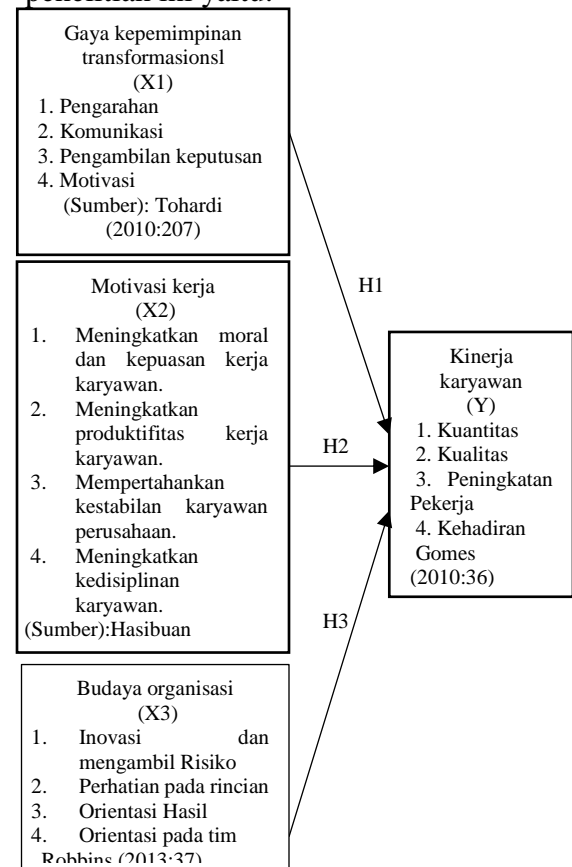 penelitian ini yaitu:
Gaya kepemimpinan
transformasionsl
(X1)
1. Pengarahan
2. Komunikasi
3. Pengambilan keputusan
4. Motivasi
(Sumber): Tohardi
(2010:207)
Motivasi kerja
(X2)
1. Meningkatkan moral
dan kepuasan kerja
karyawan.
2. Meningkatkan
produktifitas kerja
karyawan.
3. Mempertahankan
kestabilan karyawan
perusahaan.
4. Meningkatkan
kedisiplinan
karyawan.
(Sumber):Hasibuan
Budaya organisasi
(X3)
1. Inovasi dan
mengambil Risiko
2. Perhatian pada rincian
3. Orientasi Hasil
4. Orientasi pada tim
Robbins (2013:37)
H1
H2
H3
Kinerja
karyawan
(Y)
1. Kuantitas
2. Kualitas
3. Peningkatan
Pekerja
4. Kehadiran
Gomes
(2010:36)